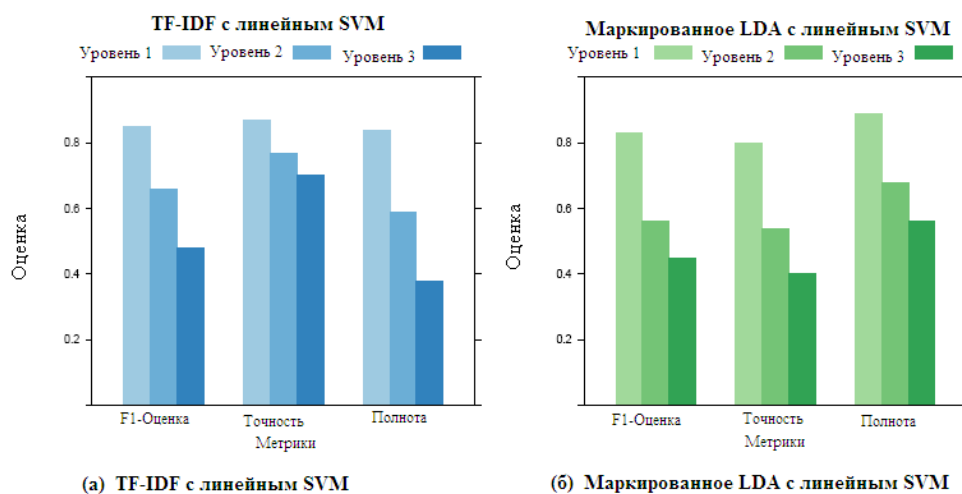 TF-IDF с линейным SVM
Уровень 1 Уровень 2 Уровень 3
0.8
0.6
0.4
0.2
Оценка
F1-Оценка Точность Полнота
Метрики
(а) TF-IDF с линейным SVM
Маркированное LDA с линейным SVM
Уровень 1 Уровень 2 Уровень 3
0.8
0.6
0.4
0.2
Оценка
F1-Оценка Точность Полнота
Метрики
(б) Маркированное LDA с линейным SVM